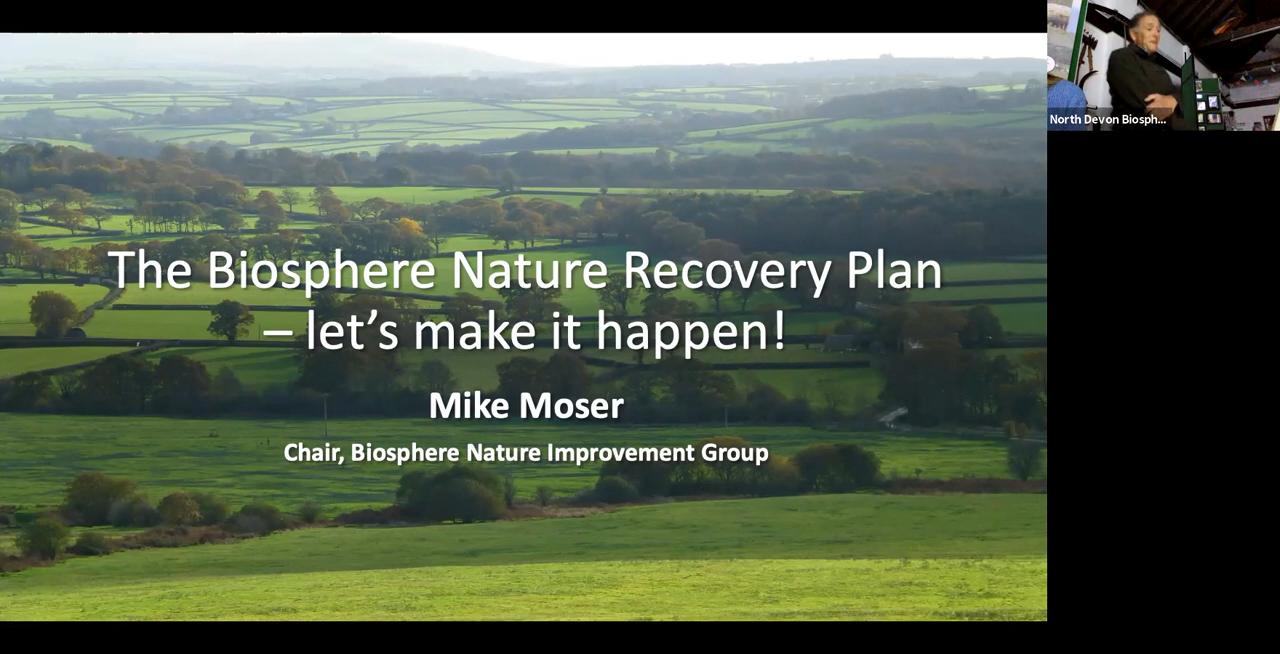 The Biosphere Nature Recovery Plan
– let's make it happen!
Mike Moser
Chair, Biosphere Nature Improvement Group
North Devon Biosph...